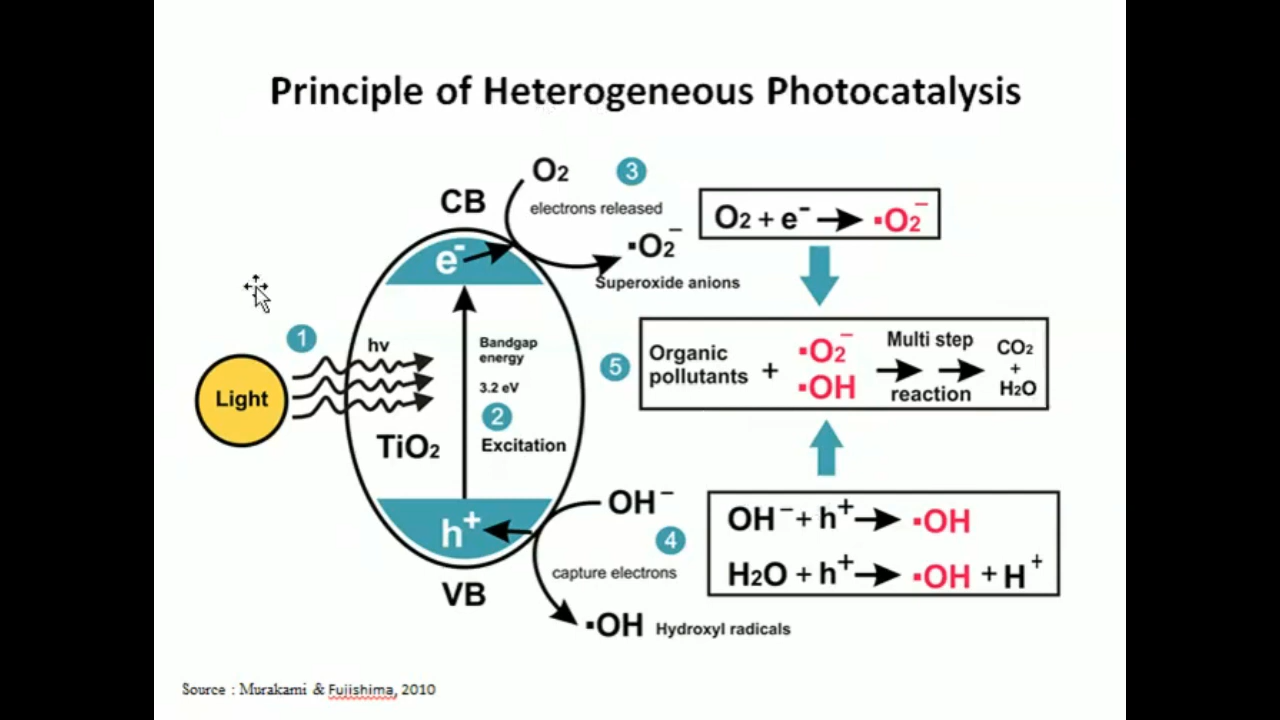 Principle of Heterogeneous Photocatalysis
CB
O₂
3
electrons released
·O₂⁻
Superoxide anions
O₂ + e⁻ → ·O₂⁻
e⁻
1
hv
Light
Bandgap
energy
3.2 eV
2
Excitation
TiO₂
5
Organic
pollutants
+
·O₂⁻
·OH
Multi step
reaction
CO₂
+
H₂O
h⁺
VB
OH⁻
4
capture electrons
·OH
Hydroxyl radicals
OH⁻ + h⁺ → ·OH
H₂O + h⁺ → ·OH + H⁺
Source : Murakami & Fujishima, 2010